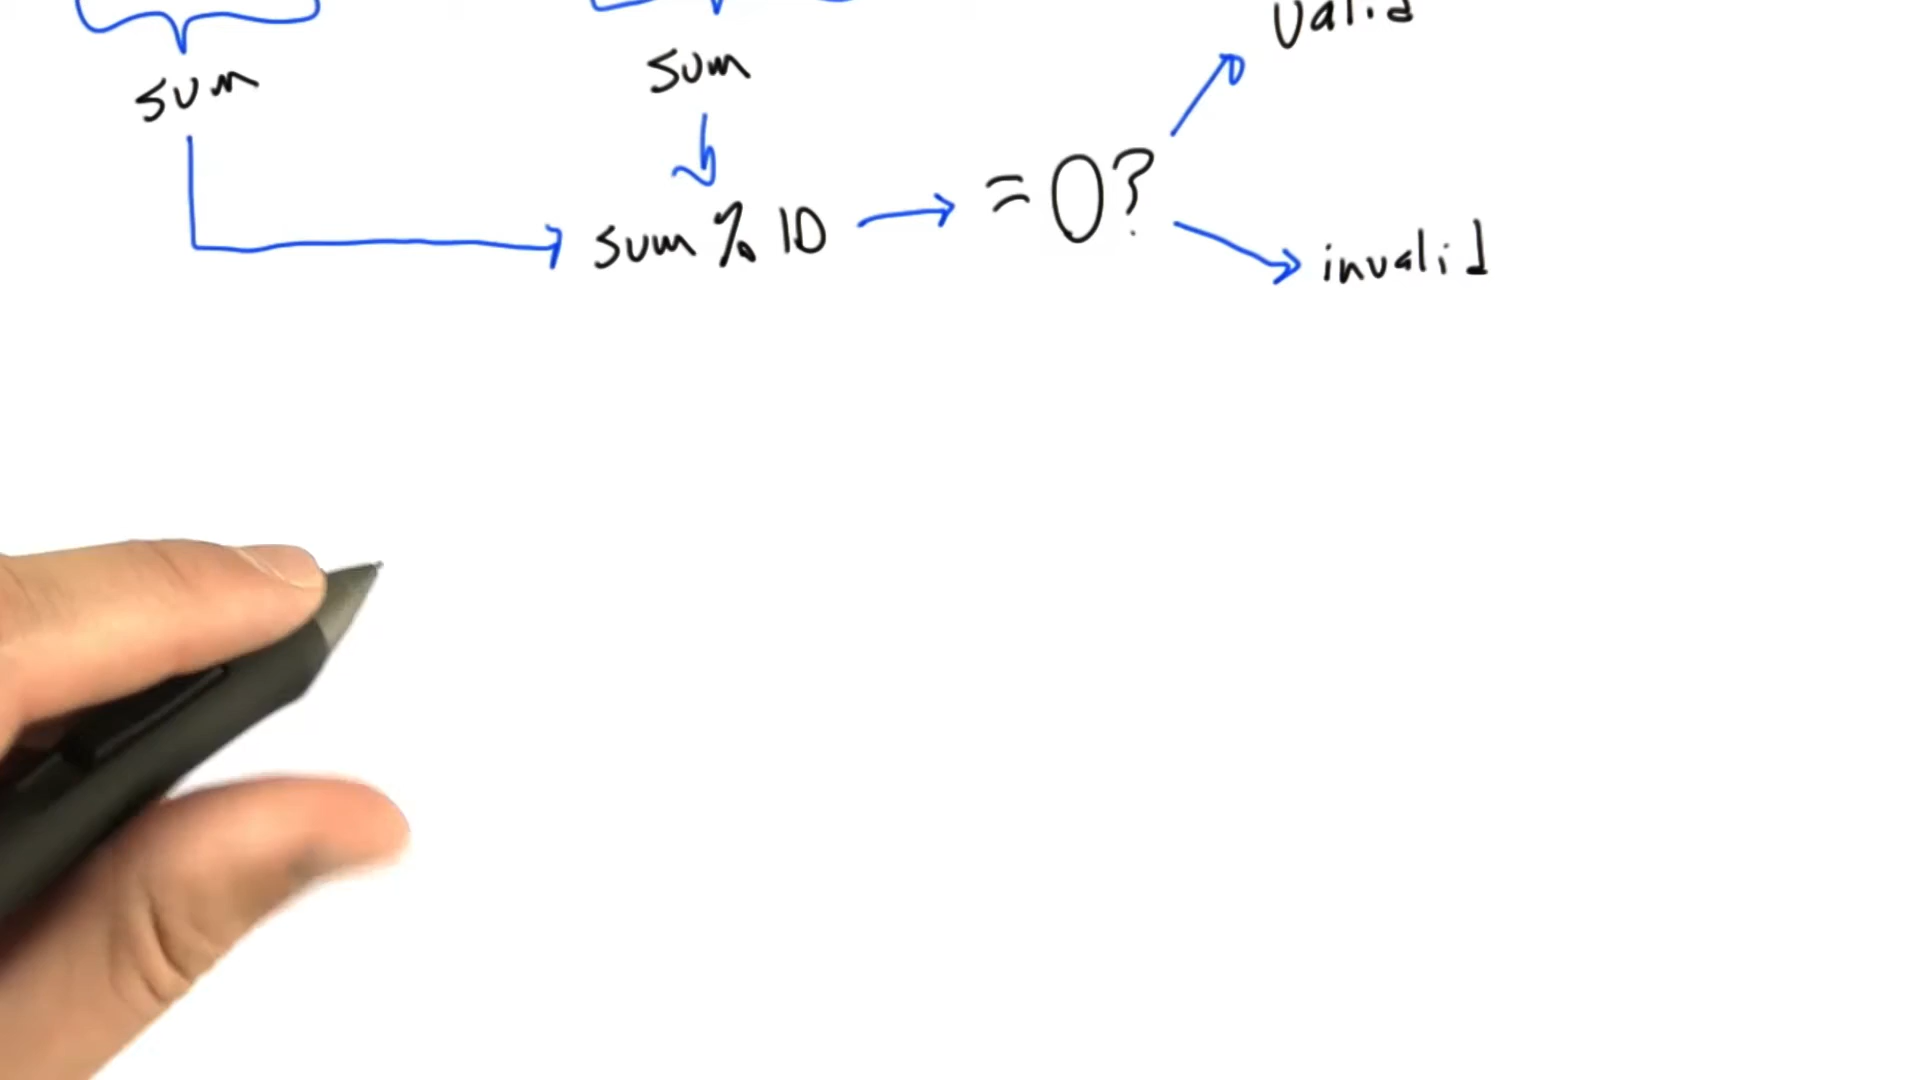 valid
sum
sum
sum % 10 = 0?
invalid